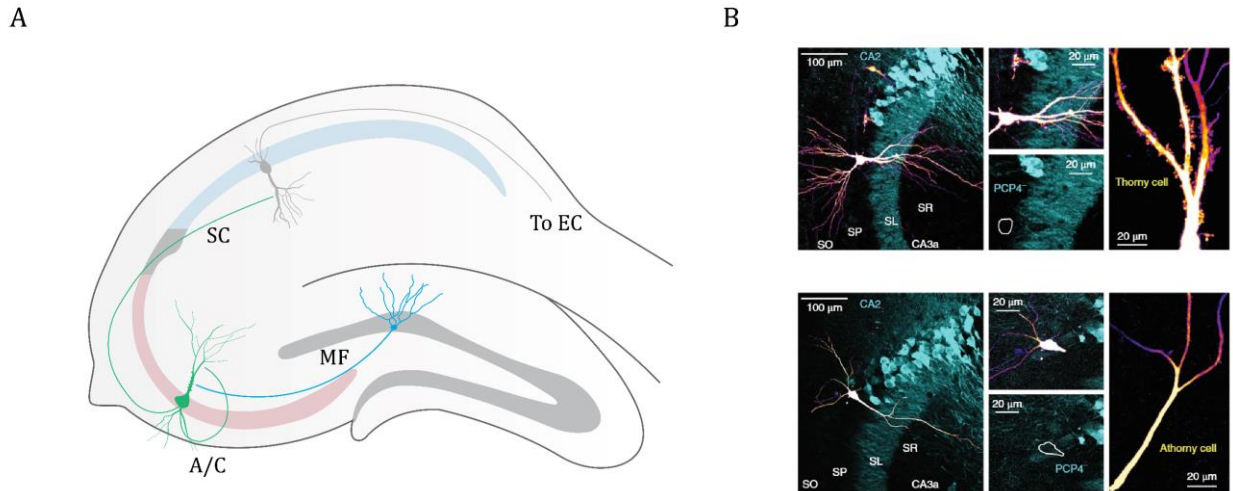 A
SC
To EC
MF
A/C
B
100 µm
CA2
SR
SL
SP
SO
CA3a
20 µm
20 µm
PCP4⁻
Thorny cell
20 µm
100 µm
CA2
SR
SL
SP
SO
CA3a
20 µm
20 µm
PCP4⁻
Athorny cell
20 µm